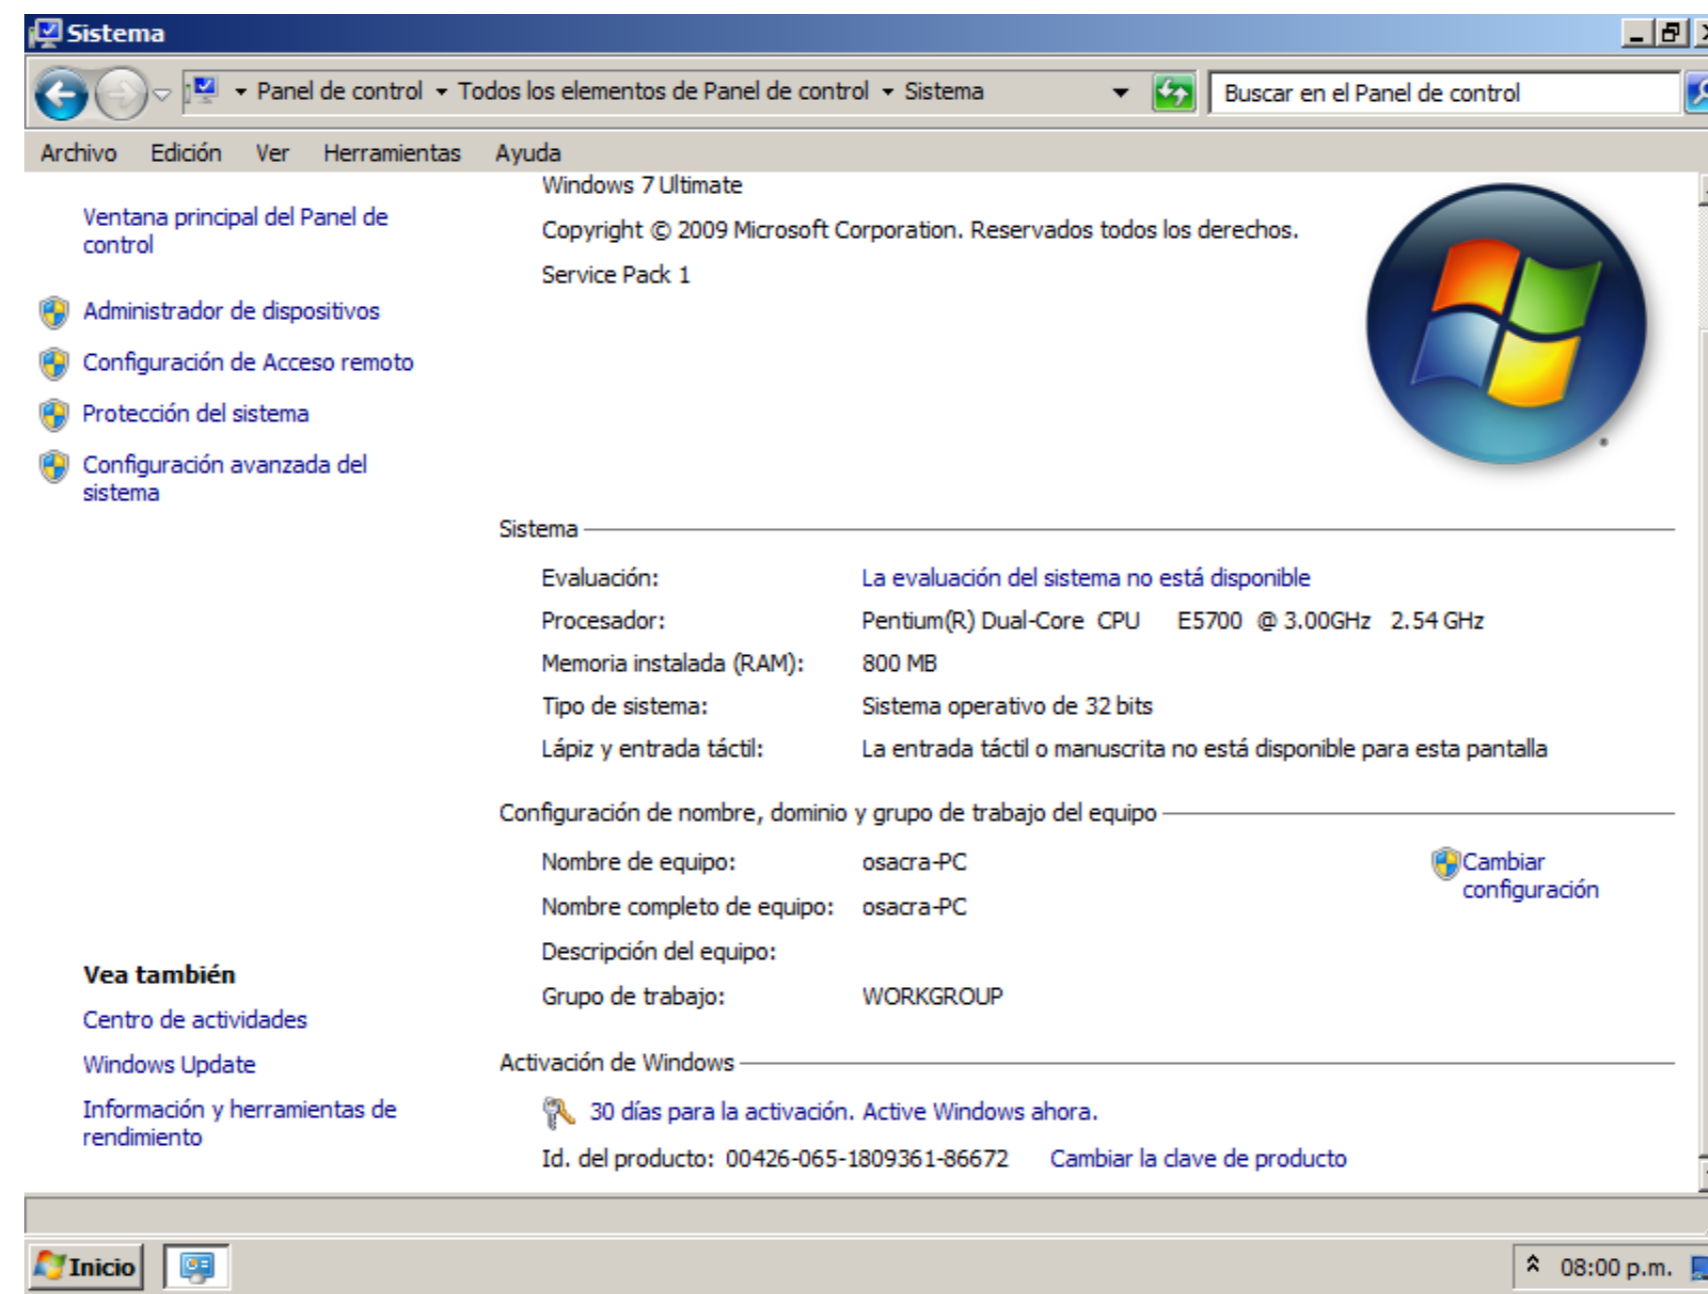 Sistema
Panel de control Todos los elementos de Panel de control Sistema
Buscar en el Panel de control
Archivo Edición Ver Herramientas Ayuda
Ventana principal del Panel de
control
Administrador de dispositivos
Configuración de Acceso remoto
Protección del sistema
Configuración avanzada del
sistema
Vea también
Centro de actividades
Windows Update
Información y herramientas de
rendimiento
Windows 7 Ultimate
Copyright © 2009 Microsoft Corporation. Reservados todos los derechos.
Service Pack 1
Sistema
Evaluación: La evaluación del sistema no está disponible
Procesador: Pentium(R) Dual-Core CPU E5700 @ 3.00GHz 2.54 GHz
Memoria instalada (RAM): 800 MB
Tipo de sistema: Sistema operativo de 32 bits
Lápiz y entrada táctil: La entrada táctil o manuscrita no está disponible para esta pantalla
Configuración de nombre, dominio y grupo de trabajo del equipo
Nombre de equipo: osacra-PC
Cambiar
configuración
Nombre completo de equipo: osacra-PC
Descripción del equipo:
Grupo de trabajo: WORKGROUP
Activación de Windows
30 días para la activación. Active Windows ahora.
Id. del producto: 00426-065-1809361-86672 Cambiar la clave de producto
Inicio
08:00 p.m.